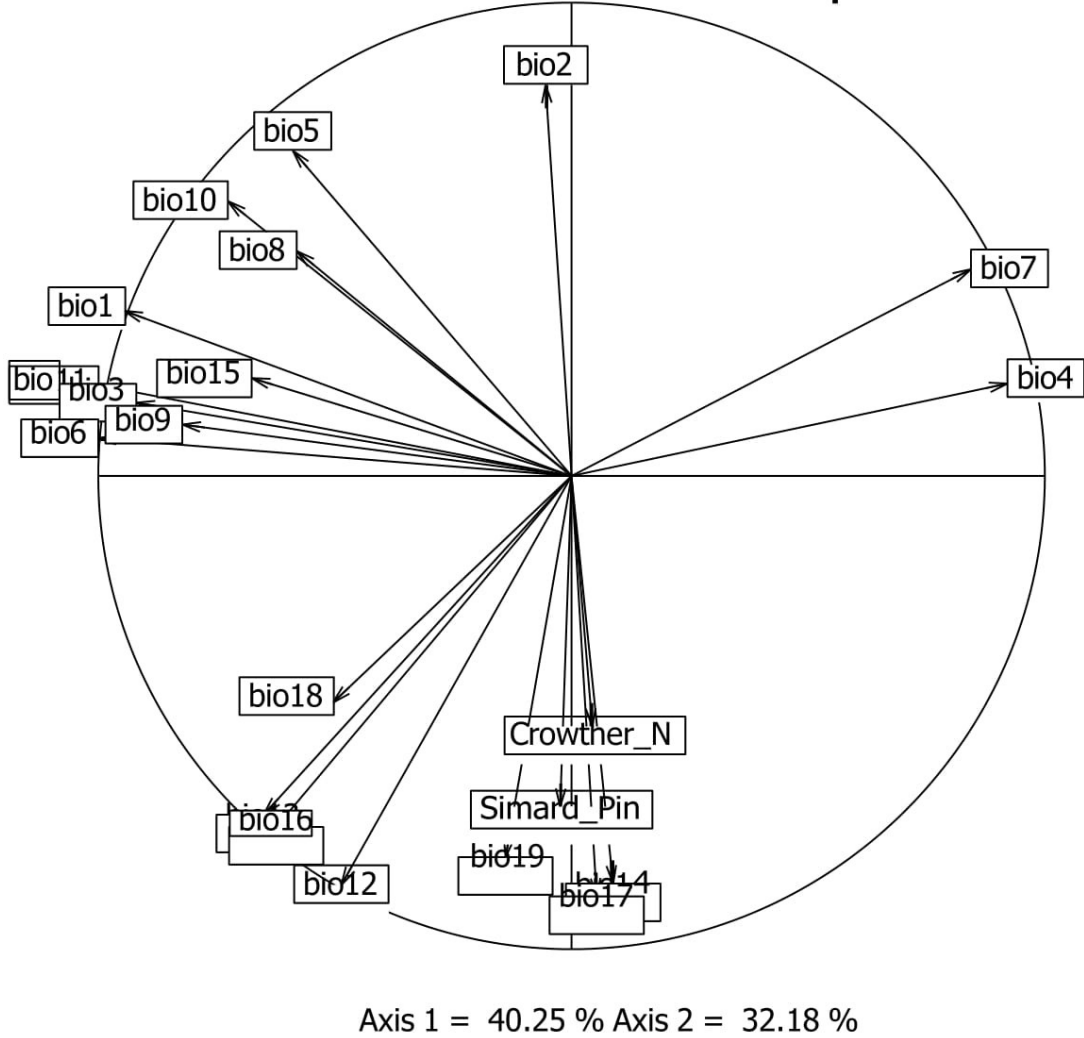 bio2
bio5
bio10
bio8
bio7
bio1
bio4
bio15
bio11
bio3
bio9
bio6
bio18
Crowther_N
Simard_Pin
bio16
bio19
bio12
bio14
bio17
Axis 1 = 40.25 % Axis 2 = 32.18 %